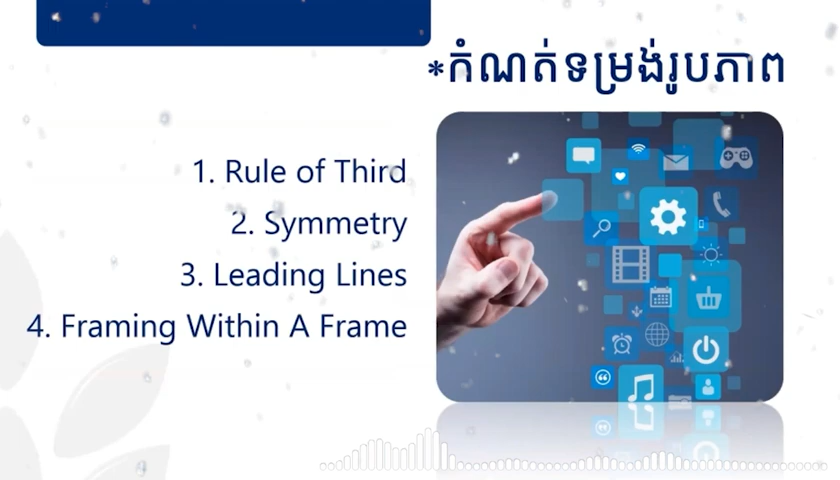 *កំណត់ទម្រង់រូបភាព
1. Rule of Third
2. Symmetry
3. Leading Lines
4. Framing Within A Frame